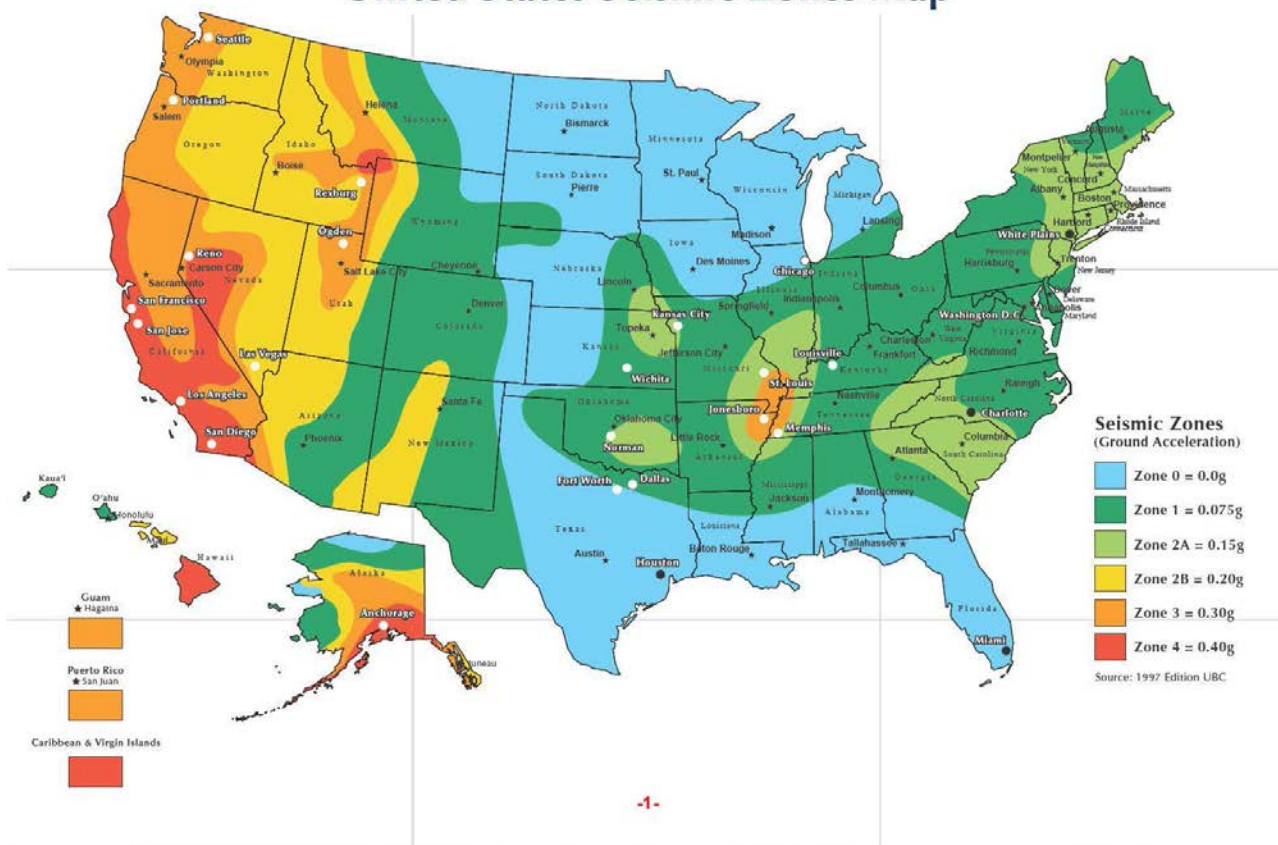 United States Seismic Zones Map
Seattle
Olympia
Washington
Portland
Salem
Oregon
Idaho
Boise
Helena
Montana
Rexburg
Wyoming
Cheyenne
Ogden
Salt Lake City
Utah
Reno
Carson City
Nevada
Sacramento
San Francisco
San Jose
California
Las Vegas
Los Angeles
San Diego
Arizona
Phoenix
Denver
Colorado
Santa Fe
New Mexico
North Dakota
Bismarck
South Dakota
Pierre
Minnesota
St. Paul
Wisconsin
Madison
Michigan
Lansing
Iowa
Des Moines
Nebraska
Lincoln
Chicago
Illinois
Springfield
Indiana
Indianapolis
Columbus
Ohio
Kansas City
Topeka
Kansas
Wichita
Jefferson City
Missouri
St. Louis
Louisville
Frankfort
Kentucky
Charleston
West
Virginia
Oklahoma
Oklahoma City
Norman
Jonesboro
Memphis
Nashville
Tennessee
Little Rock
Arkansas
Fort Worth
Dallas
Texas
Austin
Houston
Louisiana
Baton Rouge
Mississippi
Jackson
Alabama
Montgomery
Georgia
Atlanta
Tallahassee
Florida
Miami
South Carolina
Columbia
North Carolina
Raleigh
Charlotte
Virginia
Richmond
Washington D.C.
Annapolis
Maryland
Dover
Delaware
Harrisburg
Trenton
New Jersey
White Plains
New York
Albany
Hartford
Connecticut
Providence
Rhode Island
Boston
Massachusetts
Concord
New
Hampshire
Montpelier
Vermont
Augusta
Maine
Kaua'i
O'ahu
Honolulu
Maui
Hawaii
Alaska
Anchorage
Juneau
Guam
Puerto Rico
San Juan
Caribbean & Virgin Islands
Seismic Zones
(Ground Acceleration)
Zone 0 = 0.0g
Zone 1 = 0.075g
Zone 2A = 0.15g
Zone 2B = 0.20g
Zone 3 = 0.30g
Zone 4 = 0.40g
Source: 1997 Edition UBC
-1-